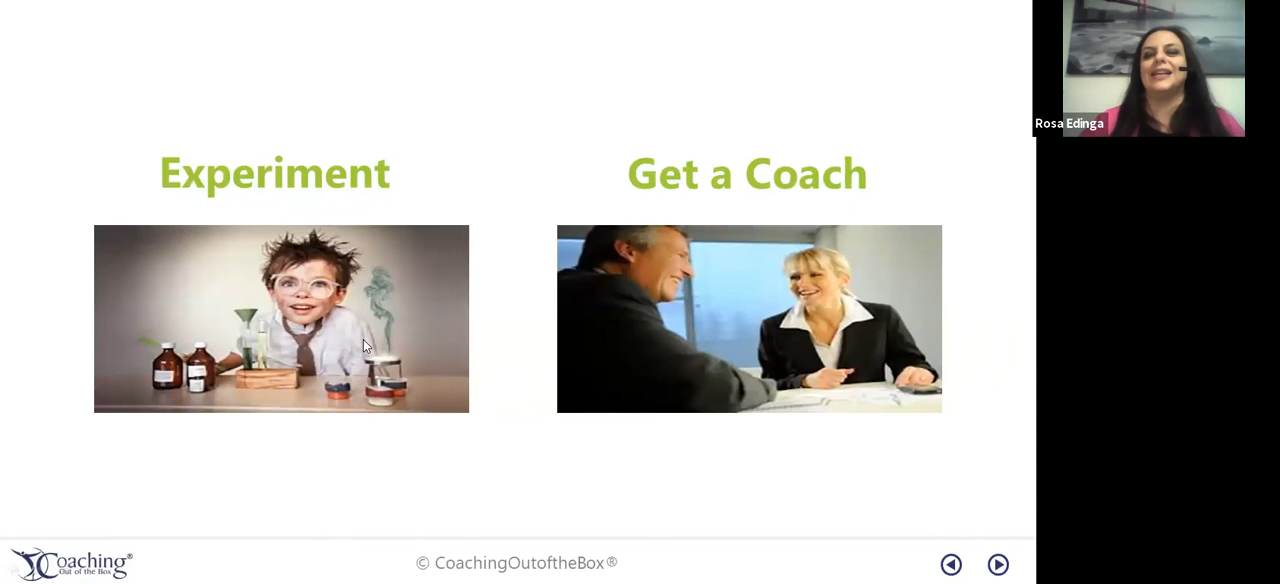 Experiment
Get a Coach
Rosa Edinga
Coaching®
Out of the Box
© CoachingOutoftheBox®